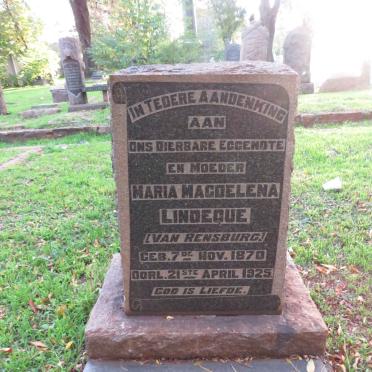 IN TEDERE AANDENKING
AAN
ONS DIERBARE EGGENOTE
EN MOEDER
MARIA MAGDELENA
LINDEQUE
(VAN RENSBURG.)
GEB. 7DE NOV. 1870
OORL. 21STE APRIL 1925
GOD IS LIEFDE.